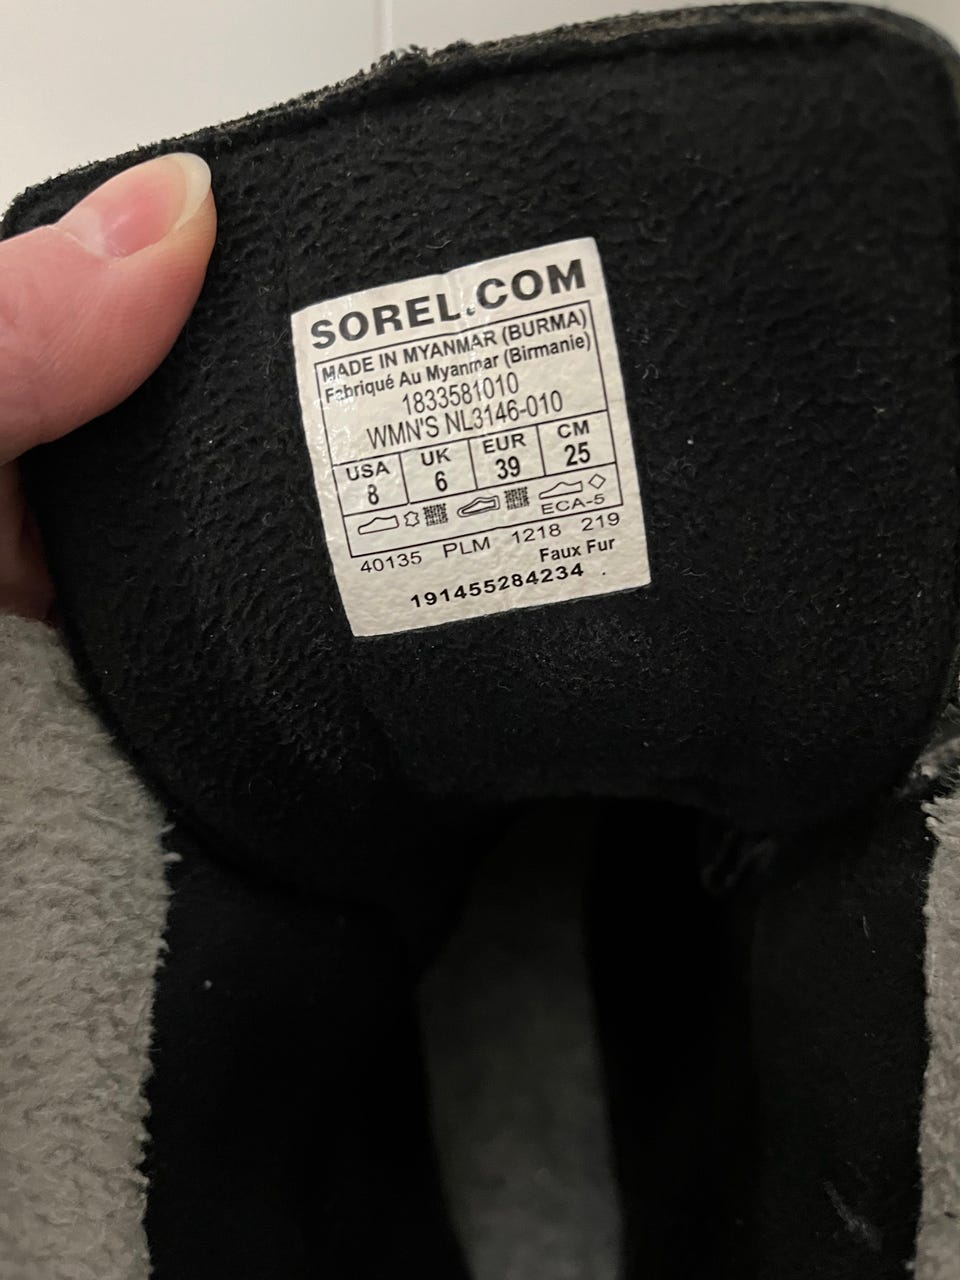 SOREL.COM
MADE IN MYANMAR (BURMA)
Fabriqué Au Myanmar (Birmanie)
1833581010
WMN'S NL3146-010
USA UK EUR CM
8 6 39 25
ECA-5
40135 PLM 1218 219
Faux Fur
191455284234 .